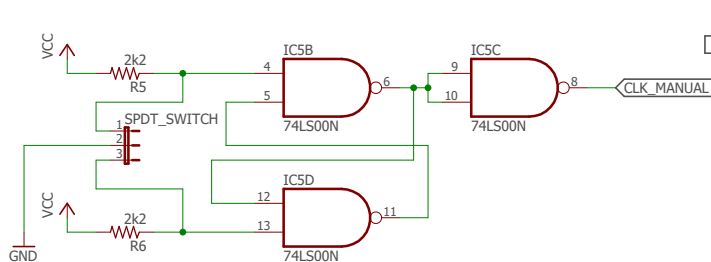 VCC
2k2
R5
4
5
IC5B
74LS00N
6
9
10
IC5C
74LS00N
8
CLK_MANUAL
SPDT_SWITCH
1
2
3
VCC
2k2
R6
GND
12
13
IC5D
74LS00N
11